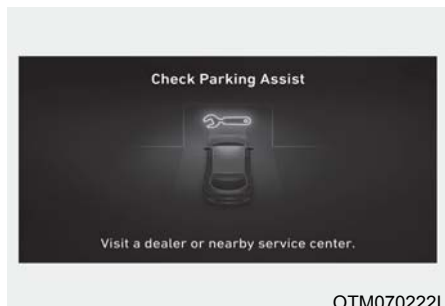 Check Parking Assist
Visit a dealer or nearby service center.
OTM070222L